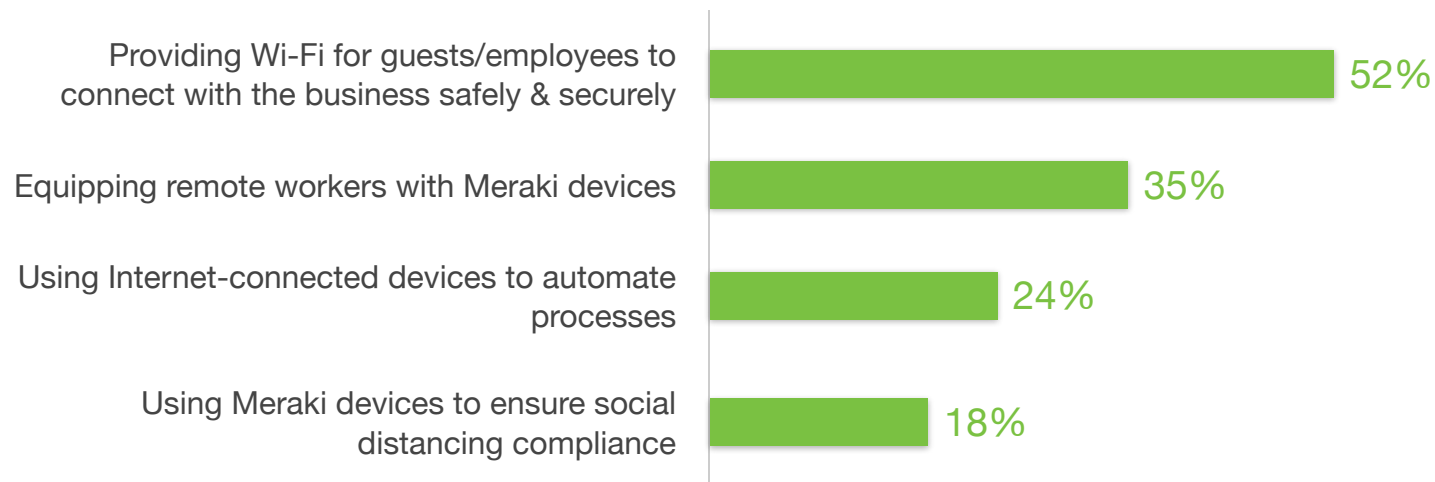 Providing Wi-Fi for guests/employees to
connect with the business safely & securely
52%
Equipping remote workers with Meraki devices
35%
Using Internet-connected devices to automate
processes
24%
Using Meraki devices to ensure social
distancing compliance
18%